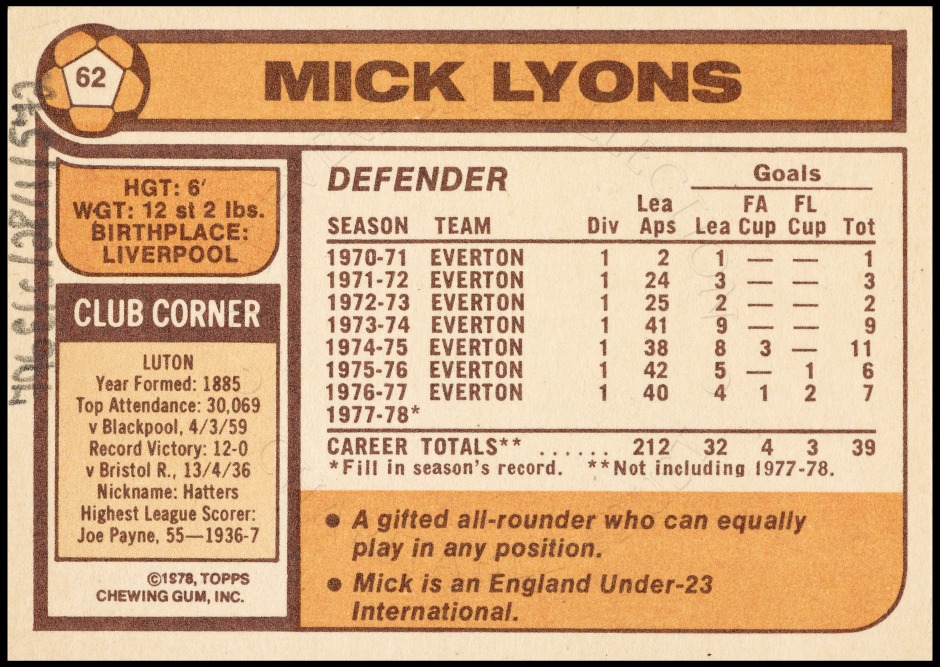 62
MICK LYONS
HGT: 6'
WGT: 12 st 2 lbs.
BIRTHPLACE:
LIVERPOOL
CLUB CORNER
LUTON
Year Formed: 1885
Top Attendance: 30,069
v Blackpool, 4/3/59
Record Victory: 12-0
v Bristol R., 13/4/36
Nickname: Hatters
Highest League Scorer:
Joe Payne, 55—1936-7
©1978, TOPPS
CHEWING GUM, INC.
DEFENDER
Goals
Lea FA FL
SEASON TEAM Div Aps Lea Cup Cup Tot
1970-71 EVERTON 1 2 1 — — 1
1971-72 EVERTON 1 24 3 — — 3
1972-73 EVERTON 1 25 2 — — 2
1973-74 EVERTON 1 41 9 — — 9
1974-75 EVERTON 1 38 8 3 — 11
1975-76 EVERTON 1 42 5 — 1 6
1976-77 EVERTON 1 40 4 1 2 7
1977-78*
CAREER TOTALS** ...... 212 32 4 3 39
*Fill in season's record. **Not including 1977-78.
● A gifted all-rounder who can equally
play in any position.
● Mick is an England Under-23
International.